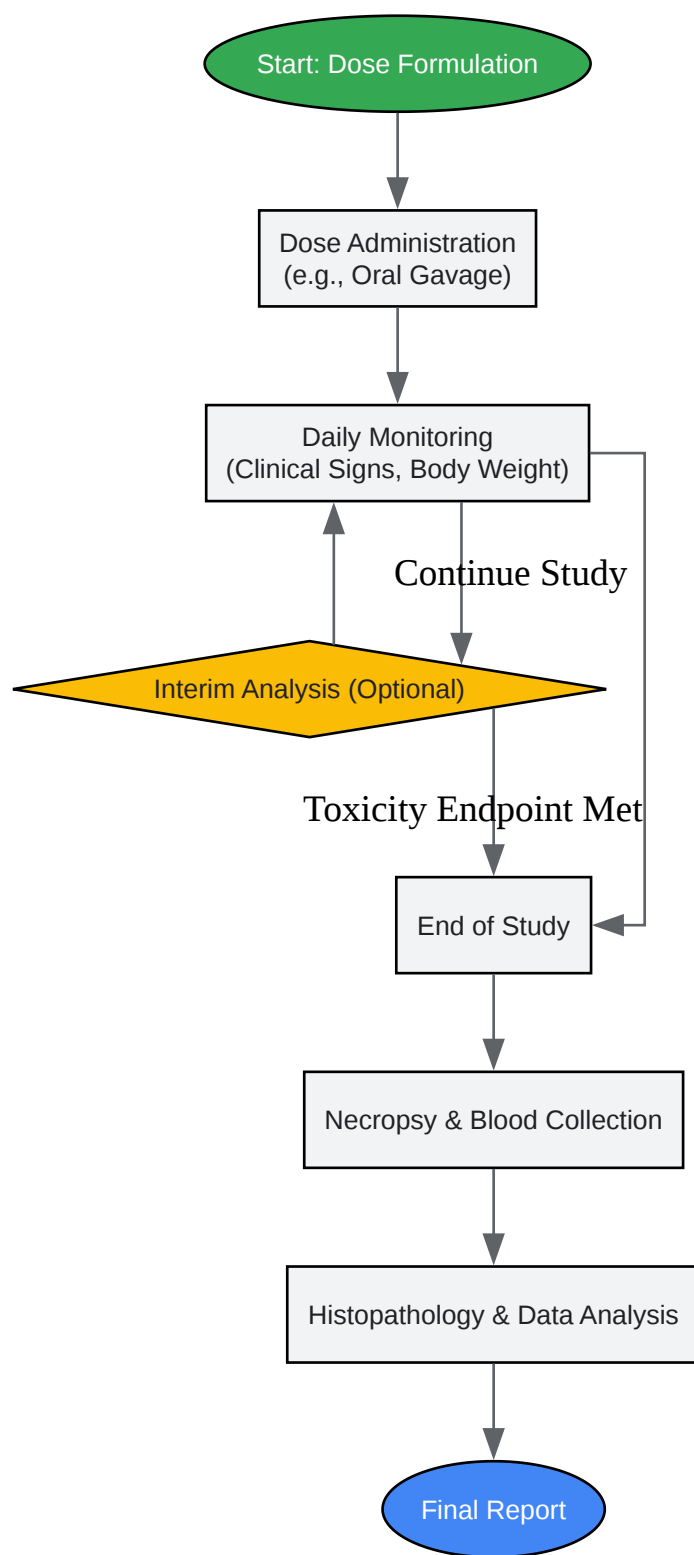 Start: Dose Formulation
Dose Administration
(e.g., Oral Gavage)
Daily Monitoring
(Clinical Signs, Body Weight)
Continue Study
Interim Analysis (Optional)
Toxicity Endpoint Met
End of Study
Necropsy & Blood Collection
Histopathology & Data Analysis
Final Report